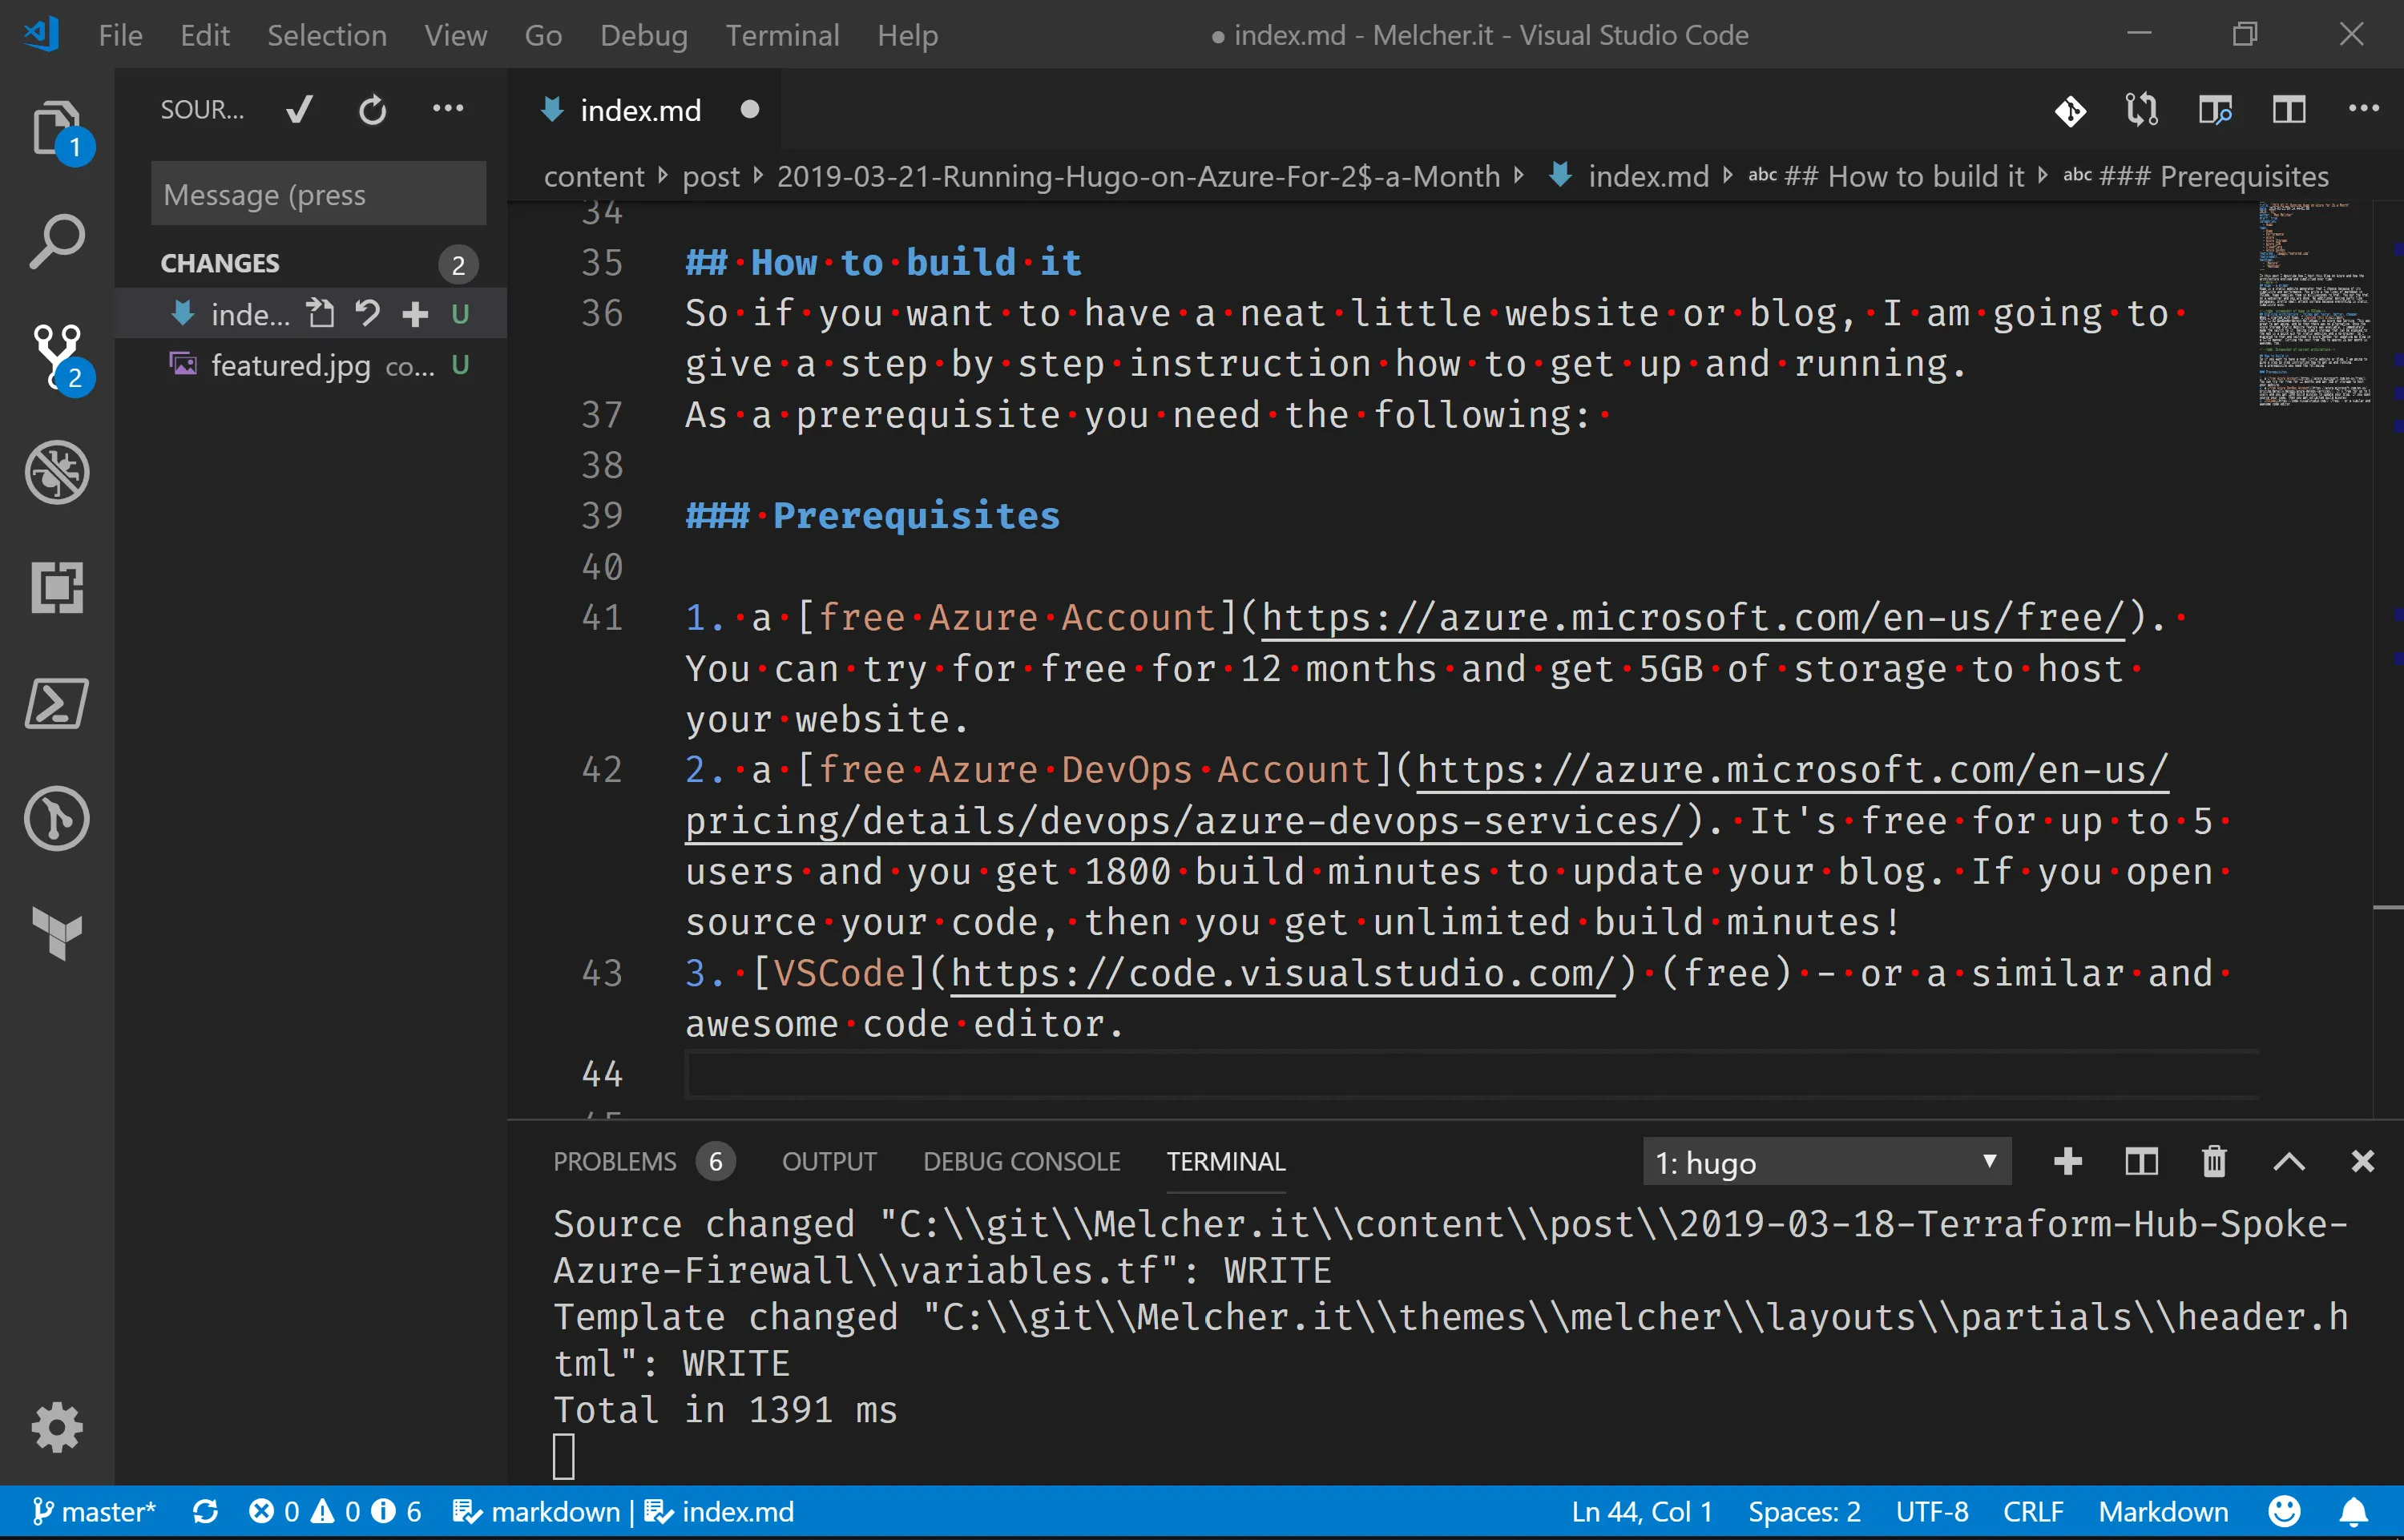 File Edit Selection View Go Debug Terminal Help ● index.md - Melcher.it - Visual Studio Code
SOUR...
index.md
Message (press
content post 2019-03-21-Running-Hugo-on-Azure-For-2$-a-Month index.md abc ## How to build it abc ### Prerequisites
CHANGES 2
inde... U
featured.jpg co... U
1
2
34
35 ## How to build it
36 So if you want to have a neat little website or blog, I am going to
give a step by step instruction how to get up and running.
37 As a prerequisite you need the following:
38
39 ### Prerequisites
40
41 1. a [free Azure Account](https://azure.microsoft.com/en-us/free/).
You can try for free for 12 months and get 5GB of storage to host
your website.
42 2. a [free Azure DevOps Account](https://azure.microsoft.com/en-us/
pricing/details/devops/azure-devops-services/). It's free for up to 5
users and you get 1800 build minutes to update your blog. If you open
source your code, then you get unlimited build minutes!
43 3. [VSCode](https://code.visualstudio.com/) (free) - or a similar and
awesome code editor.
44
45
PROBLEMS 6 OUTPUT DEBUG CONSOLE TERMINAL 1: hugo
Source changed "C:\\git\\Melcher.it\\content\\post\\2019-03-18-Terraform-Hub-Spoke-
Azure-Firewall\\variables.tf": WRITE
Template changed "C:\\git\\Melcher.it\\themes\\melcher\\layouts\\partials\\header.h
tml": WRITE
Total in 1391 ms
master* 0 0 6 markdown | index.md Ln 44, Col 1 Spaces: 2 UTF-8 CRLF Markdown